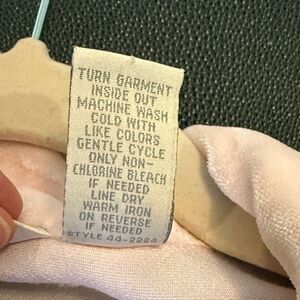 TURN GARMENT
INSIDE OUT
MACHINE WASH
COLD WITH
LIKE COLORS
GENTLE CYCLE
ONLY NON-
CHLORINE BLEACH
IF NEEDED
LINE DRY
WARM IRON
ON REVERSE
IF NEEDED
STYLE 44-2224